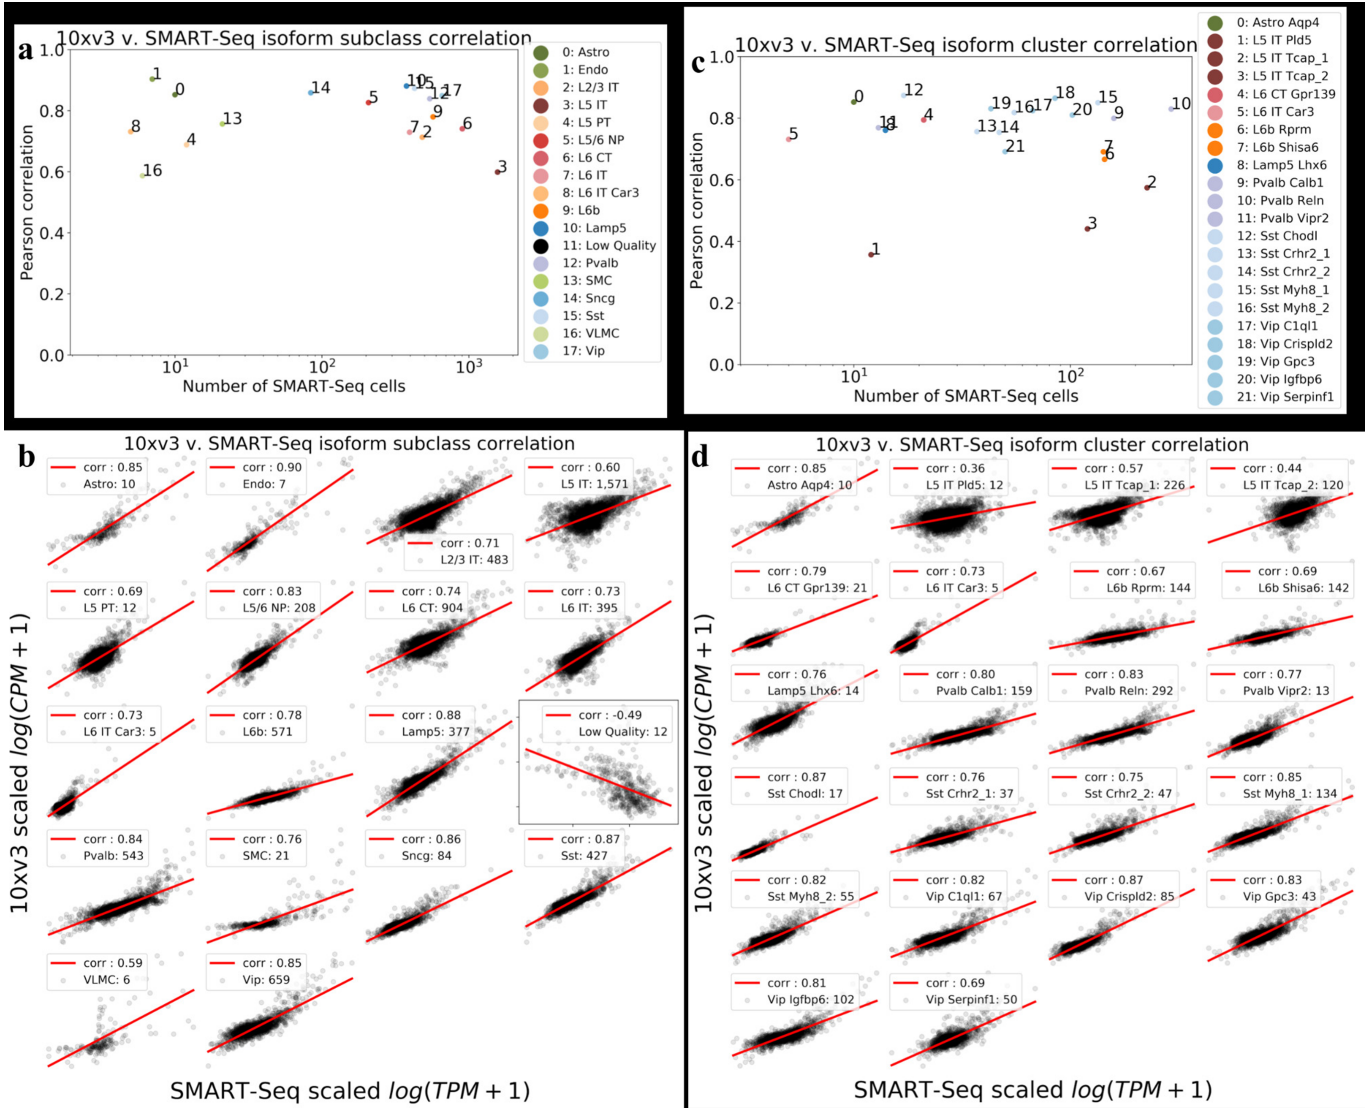 a
10xv3 v. SMART-Seq isoform subclass correlation
Pearson correlation
1.0
0.8
0.6
0.4
0.2
0.0
1
0
8
4
13
16
14
5
10
15
17
12
9
7
2
6
3
10¹
10²
10³
Number of SMART-Seq cells
0: Astro
1: Endo
2: L2/3 IT
3: L5 IT
4: L5 PT
5: L5/6 NP
6: L6 CT
7: L6 IT
8: L6 IT Car3
9: L6b
10: Lamp5
11: Low Quality
12: Pvalb
13: SMC
14: Sncg
15: Sst
16: VLMC
17: Vip
c
10xv3 v. SMART-Seq isoform cluster correlation
Pearson correlation
1.0
0.8
0.6
0.4
0.2
0.0
5
0
12
11
8
4
1
19
16
17
18
13
14
21
20
15
9
10
7
6
2
3
10¹
10²
Number of SMART-Seq cells
0: Astro Aqp4
1: L5 IT Pld5
2: L5 IT Tcap_1
3: L5 IT Tcap_2
4: L6 CT Gpr139
5: L6 IT Car3
6: L6b Rprm
7: L6b Shisa6
8: Lamp5 Lhx6
9: Pvalb Calb1
10: Pvalb Reln
11: Pvalb Vipr2
12: Sst Chodl
13: Sst Crhr2_1
14: Sst Crhr2_2
15: Sst Myh8_1
16: Sst Myh8_2
17: Vip C1ql1
18: Vip Crispld2
19: Vip Gpc3
20: Vip Igfbp6
21: Vip Serpinf1
b
10xv3 v. SMART-Seq isoform subclass correlation
10xv3 scaled log(CPM + 1)
corr : 0.85
Astro: 10
corr : 0.90
Endo: 7
corr : 0.71
L2/3 IT: 483
corr : 0.60
L5 IT: 1,571
corr : 0.69
L5 PT: 12
corr : 0.83
L5/6 NP: 208
corr : 0.74
L6 CT: 904
corr : 0.73
L6 IT: 395
corr : 0.73
L6 IT Car3: 5
corr : 0.78
L6b: 571
corr : 0.88
Lamp5: 377
corr : -0.49
Low Quality: 12
corr : 0.84
Pvalb: 543
corr : 0.76
SMC: 21
corr : 0.86
Sncg: 84
corr : 0.87
Sst: 427
corr : 0.59
VLMC: 6
corr : 0.85
Vip: 659
SMART-Seq scaled log(TPM + 1)
d
10xv3 v. SMART-Seq isoform cluster correlation
10xv3 scaled log(CPM + 1)
corr : 0.85
Astro Aqp4: 10
corr : 0.36
L5 IT Pld5: 12
corr : 0.57
L5 IT Tcap_1: 226
corr : 0.44
L5 IT Tcap_2: 120
corr : 0.79
L6 CT Gpr139: 21
corr : 0.73
L6 IT Car3: 5
corr : 0.67
L6b Rprm: 144
corr : 0.69
L6b Shisa6: 142
corr : 0.76
Lamp5 Lhx6: 14
corr : 0.80
Pvalb Calb1: 159
corr : 0.83
Pvalb Reln: 292
corr : 0.77
Pvalb Vipr2: 13
corr : 0.87
Sst Chodl: 17
corr : 0.76
Sst Crhr2_1: 37
corr : 0.75
Sst Crhr2_2: 47
corr : 0.85
Sst Myh8_1: 134
corr : 0.82
Sst Myh8_2: 55
corr : 0.82
Vip C1ql1: 67
corr : 0.87
Vip Crispld2: 85
corr : 0.83
Vip Gpc3: 43
corr : 0.81
Vip Igfbp6: 102
corr : 0.69
Vip Serpinf1: 50
SMART-Seq scaled log(TPM + 1)